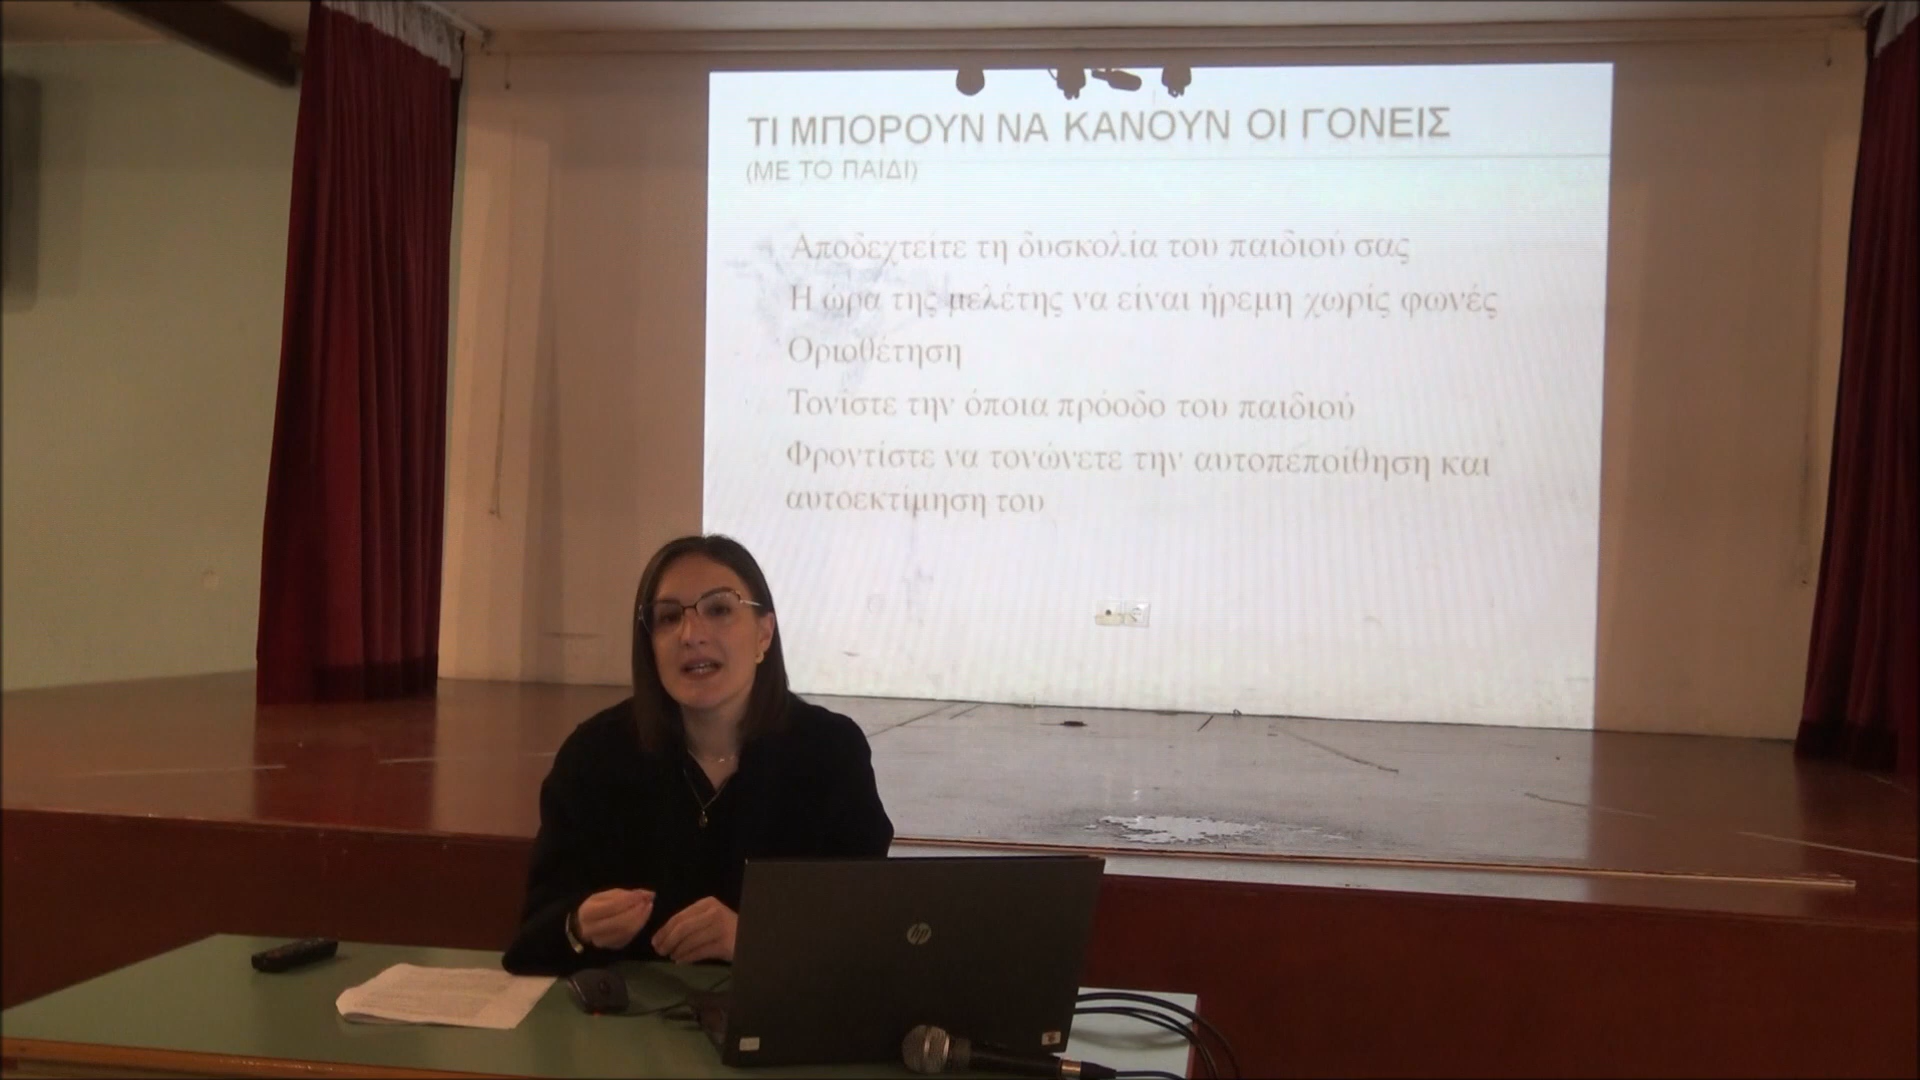 ΤΙ ΜΠΟΡΟΥΝ ΝΑ ΚΑΝΟΥΝ ΟΙ ΓΟΝΕΙΣ
(ΜΕ ΤΟ ΠΑΙΔΙ)
Αποδεχτείτε τη δυσκολία του παιδιού σας
Η ώρα της μελέτης να είναι ήρεμη χωρίς φωνές
Οριοθέτηση
Τονίστε την όποια πρόοδο του παιδιού
Φροντίστε να τονώνετε την αυτοπεποίθηση και
αυτοεκτίμηση του
hp